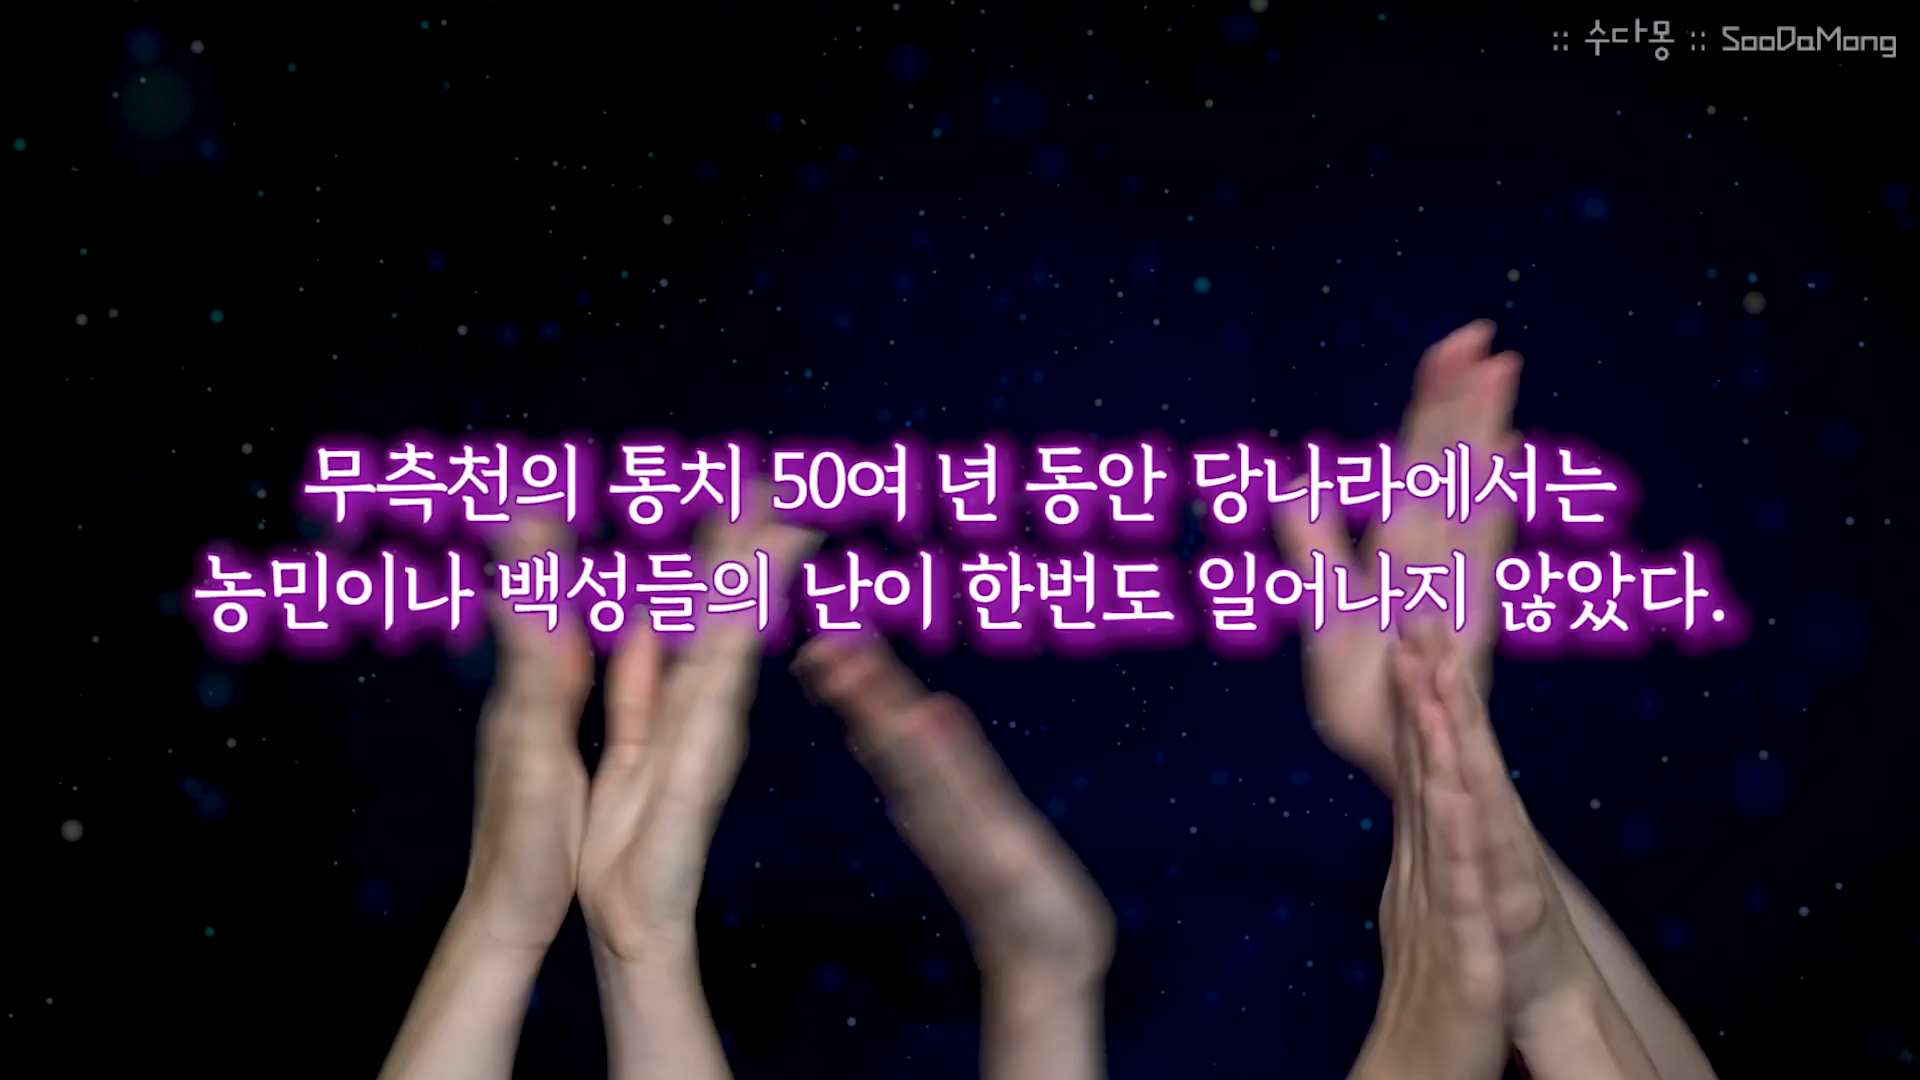 :: 수다몽 :: SooDaMong
무측천의 통치 50여 년 동안 당나라에서는
농민이나 백성들의 난이 한번도 일어나지 않았다.